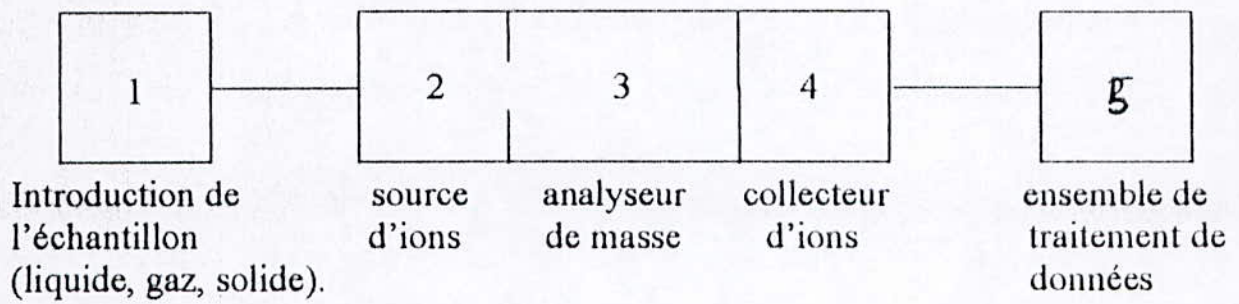 1
2
3
4
g
Introduction de
l'échantillon
(liquide, gaz, solide).
source
d'ions
analyseur
de masse
collecteur
d'ions
ensemble de
traitement de
données